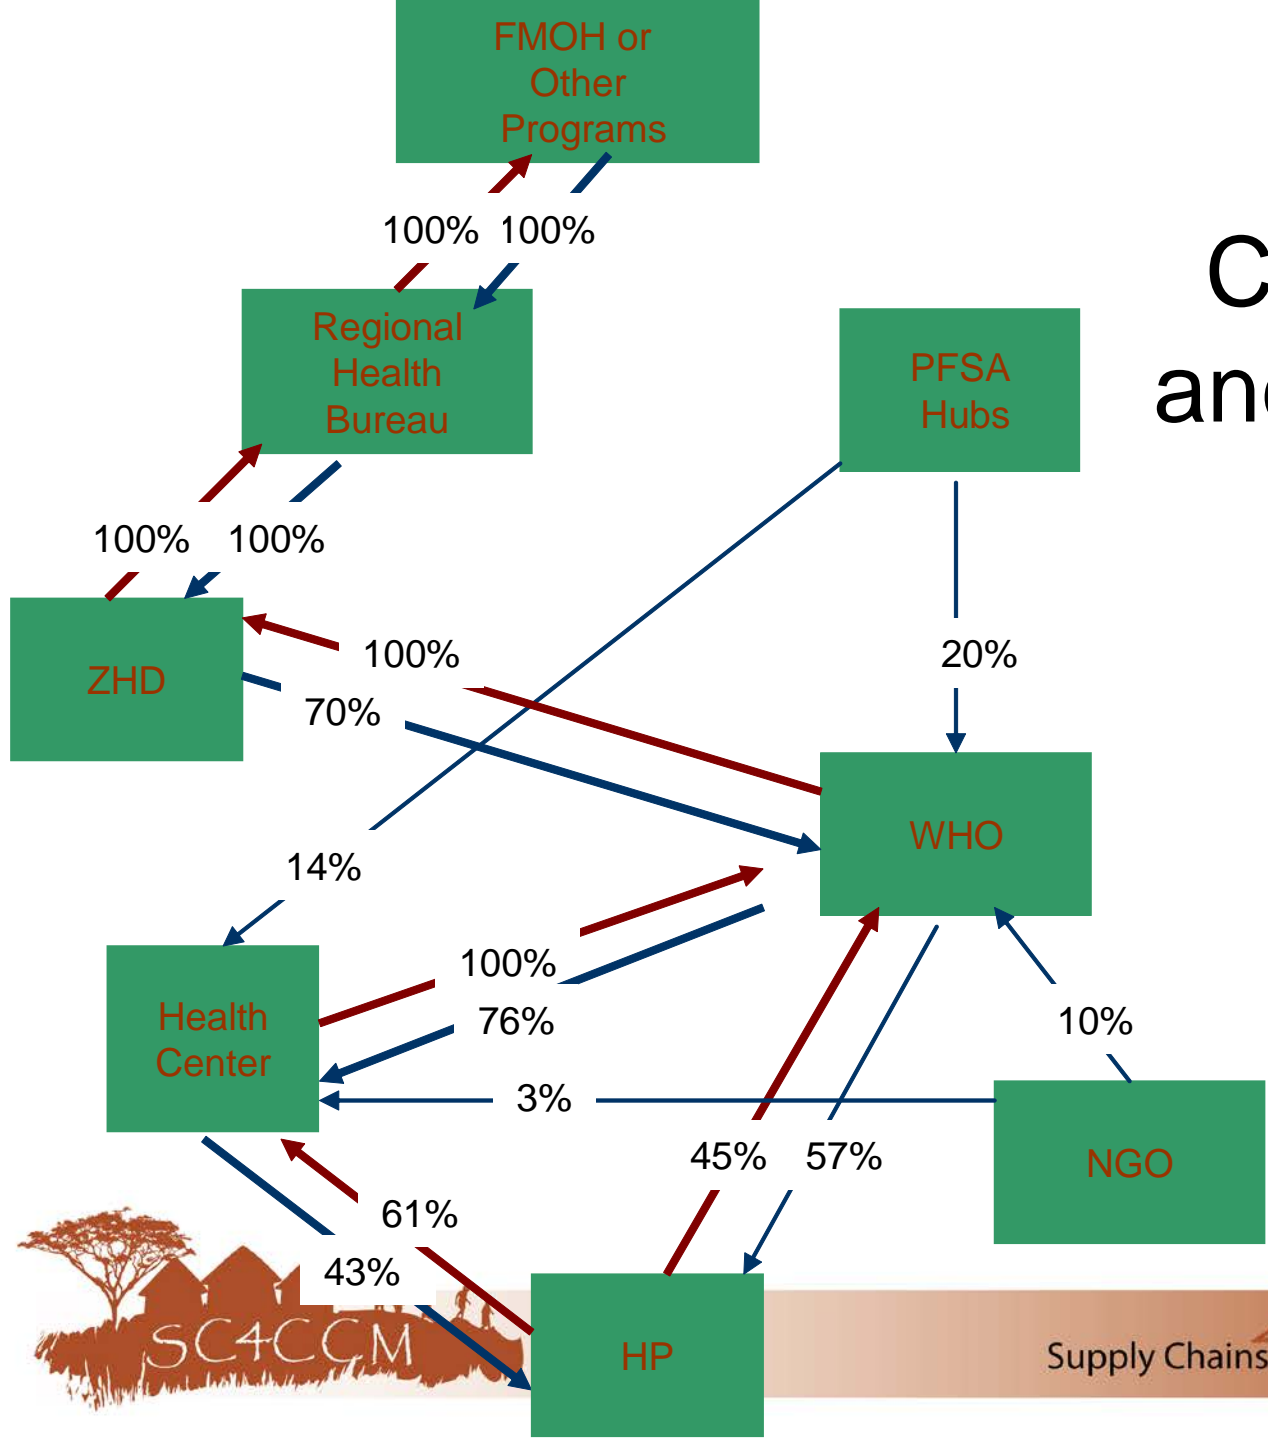 FMOH or
Other
Programs
100% 100%
Regional
Health
Bureau
PFSA
Hubs
100% 100%
ZHD
100%
70%
20%
WHO
14%
100%
76%
Health
Center
10%
3%
45% 57%
NGO
61%
43%
HP
SC4CCM
Supply Chains